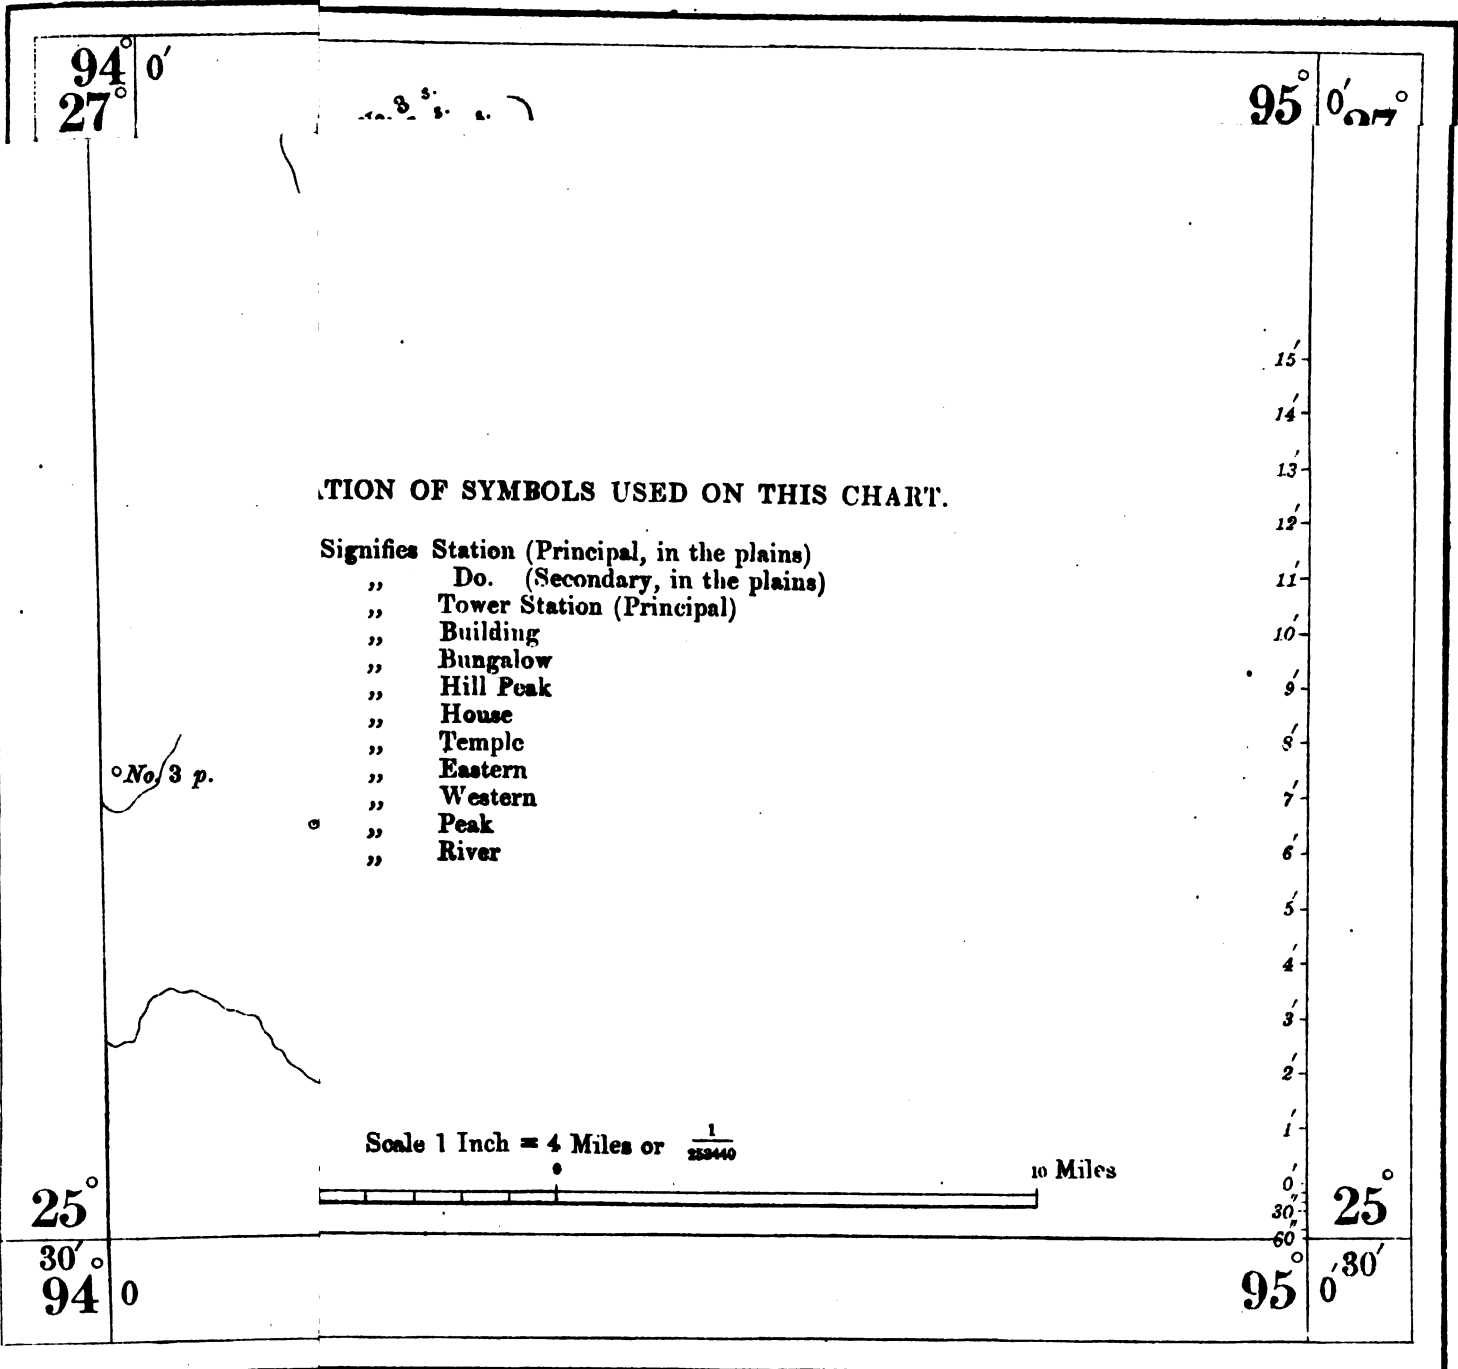 94° 0′ 95° 0′
27°
3 s.
s. s.
15′
14′
13′
TION OF SYMBOLS USED ON THIS CHART.
12′
Signifies Station (Principal, in the plains)
„ Do. (Secondary, in the plains)
11′
„ Tower Station (Principal)
„ Building
10′
„ Bungalow
„ Hill Peak
9′
„ House
„ Temple
8′
„ Eastern
No. 3 p.
„ Western
7′
„ Peak
„ River
6′
5′
4′
3′
2′
1′
Scale 1 Inch = 4 Miles or 1/253440
10 Miles
0′
25° 25°
30″
60″
30′ 30′
94° 0 95° 0′